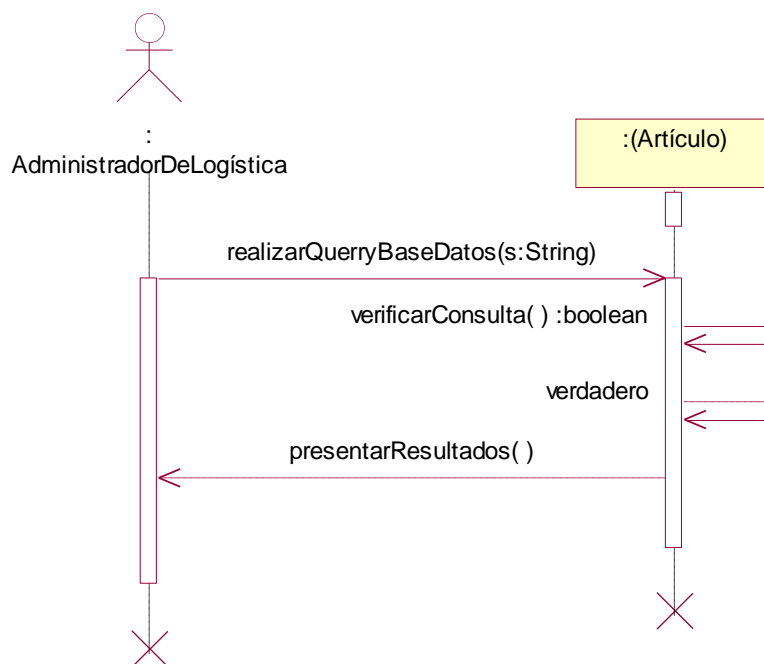 :
AdministradorDeLogística
:(Artículo)
realizarQuerryBaseDatos(s:String)
verificarConsulta( ) :boolean
verdadero
presentarResultados( )